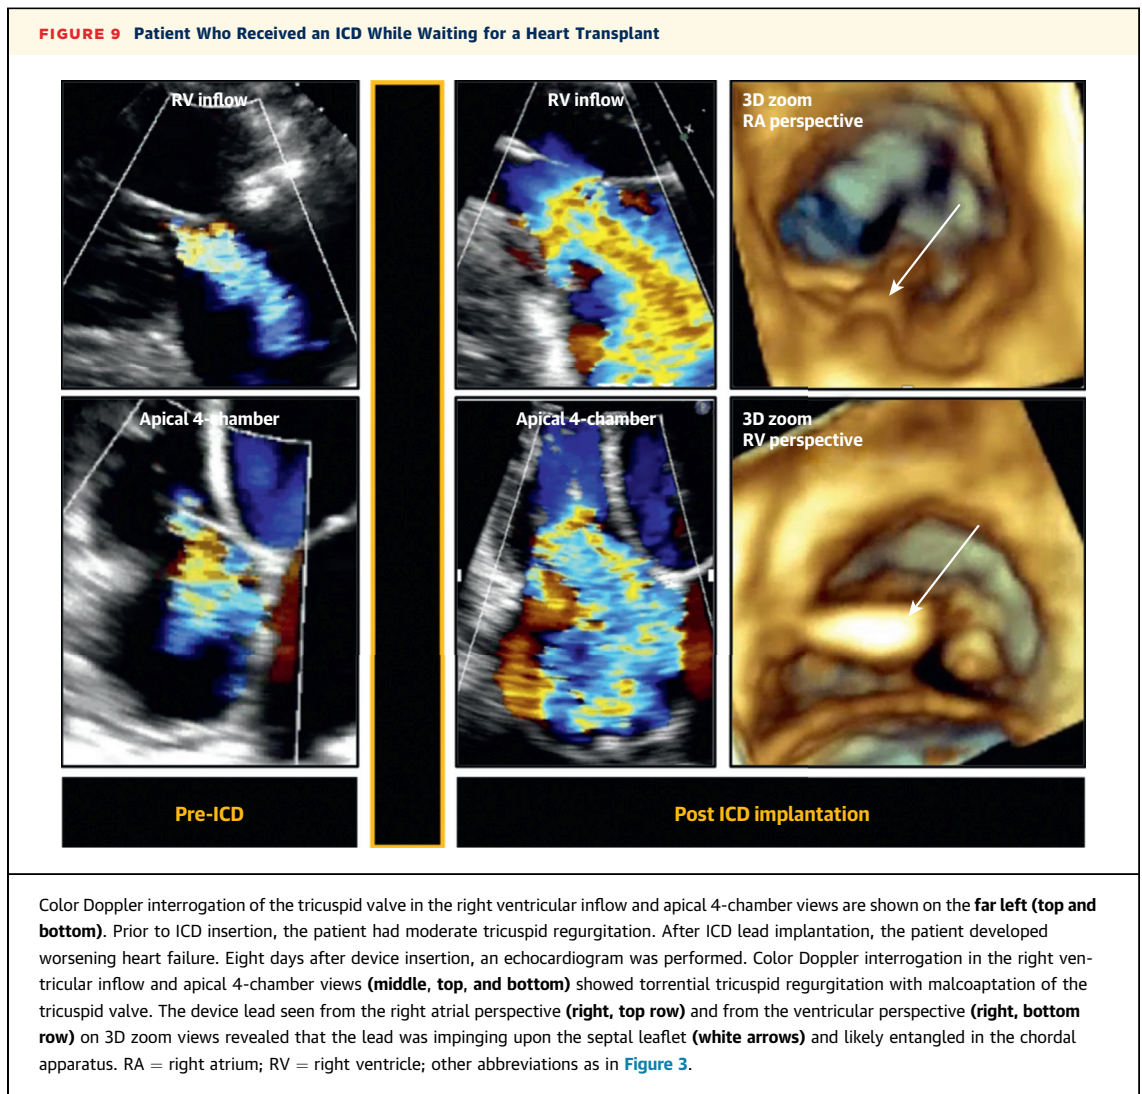 FIGURE 9 Patient Who Received an ICD While Waiting for a Heart Transplant
RV inflow
RV inflow
3D zoom
RA perspective
Apical 4-chamber
Apical 4-chamber
3D zoom
RV perspective
Pre-ICD
Post ICD implantation
Color Doppler interrogation of the tricuspid valve in the right ventricular inflow and apical 4-chamber views are shown on the far left (top and
bottom). Prior to ICD insertion, the patient had moderate tricuspid regurgitation. After ICD lead implantation, the patient developed
worsening heart failure. Eight days after device insertion, an echocardiogram was performed. Color Doppler interrogation in the right ven-
tricular inflow and apical 4-chamber views (middle, top, and bottom) showed torrential tricuspid regurgitation with malcoaptation of the
tricuspid valve. The device lead seen from the right atrial perspective (right, top row) and from the ventricular perspective (right, bottom
row) on 3D zoom views revealed that the lead was impinging upon the septal leaflet (white arrows) and likely entangled in the chordal
apparatus. RA = right atrium; RV = right ventricle; other abbreviations as in Figure 3.